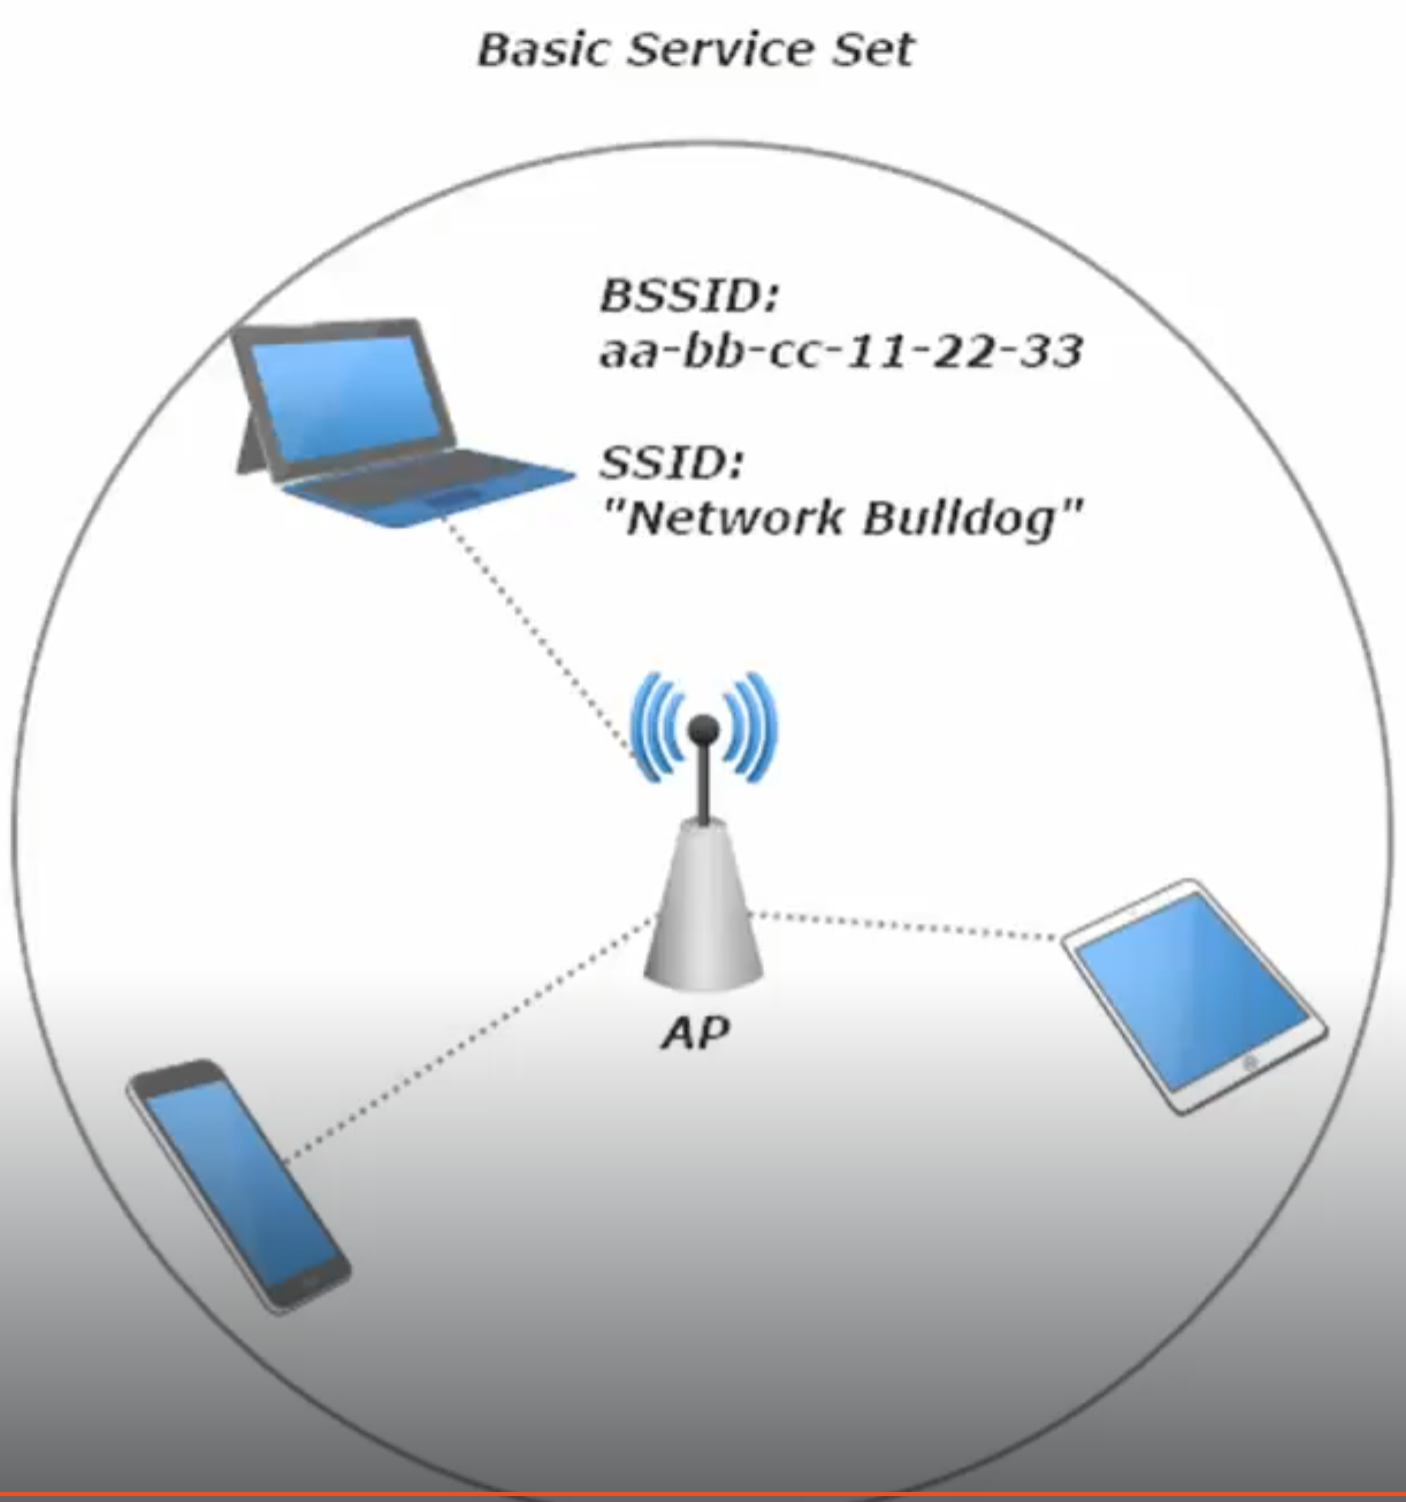 Basic Service Set
BSSID:
aa-bb-cc-11-22-33
SSID:
"Network Bulldog"
AP